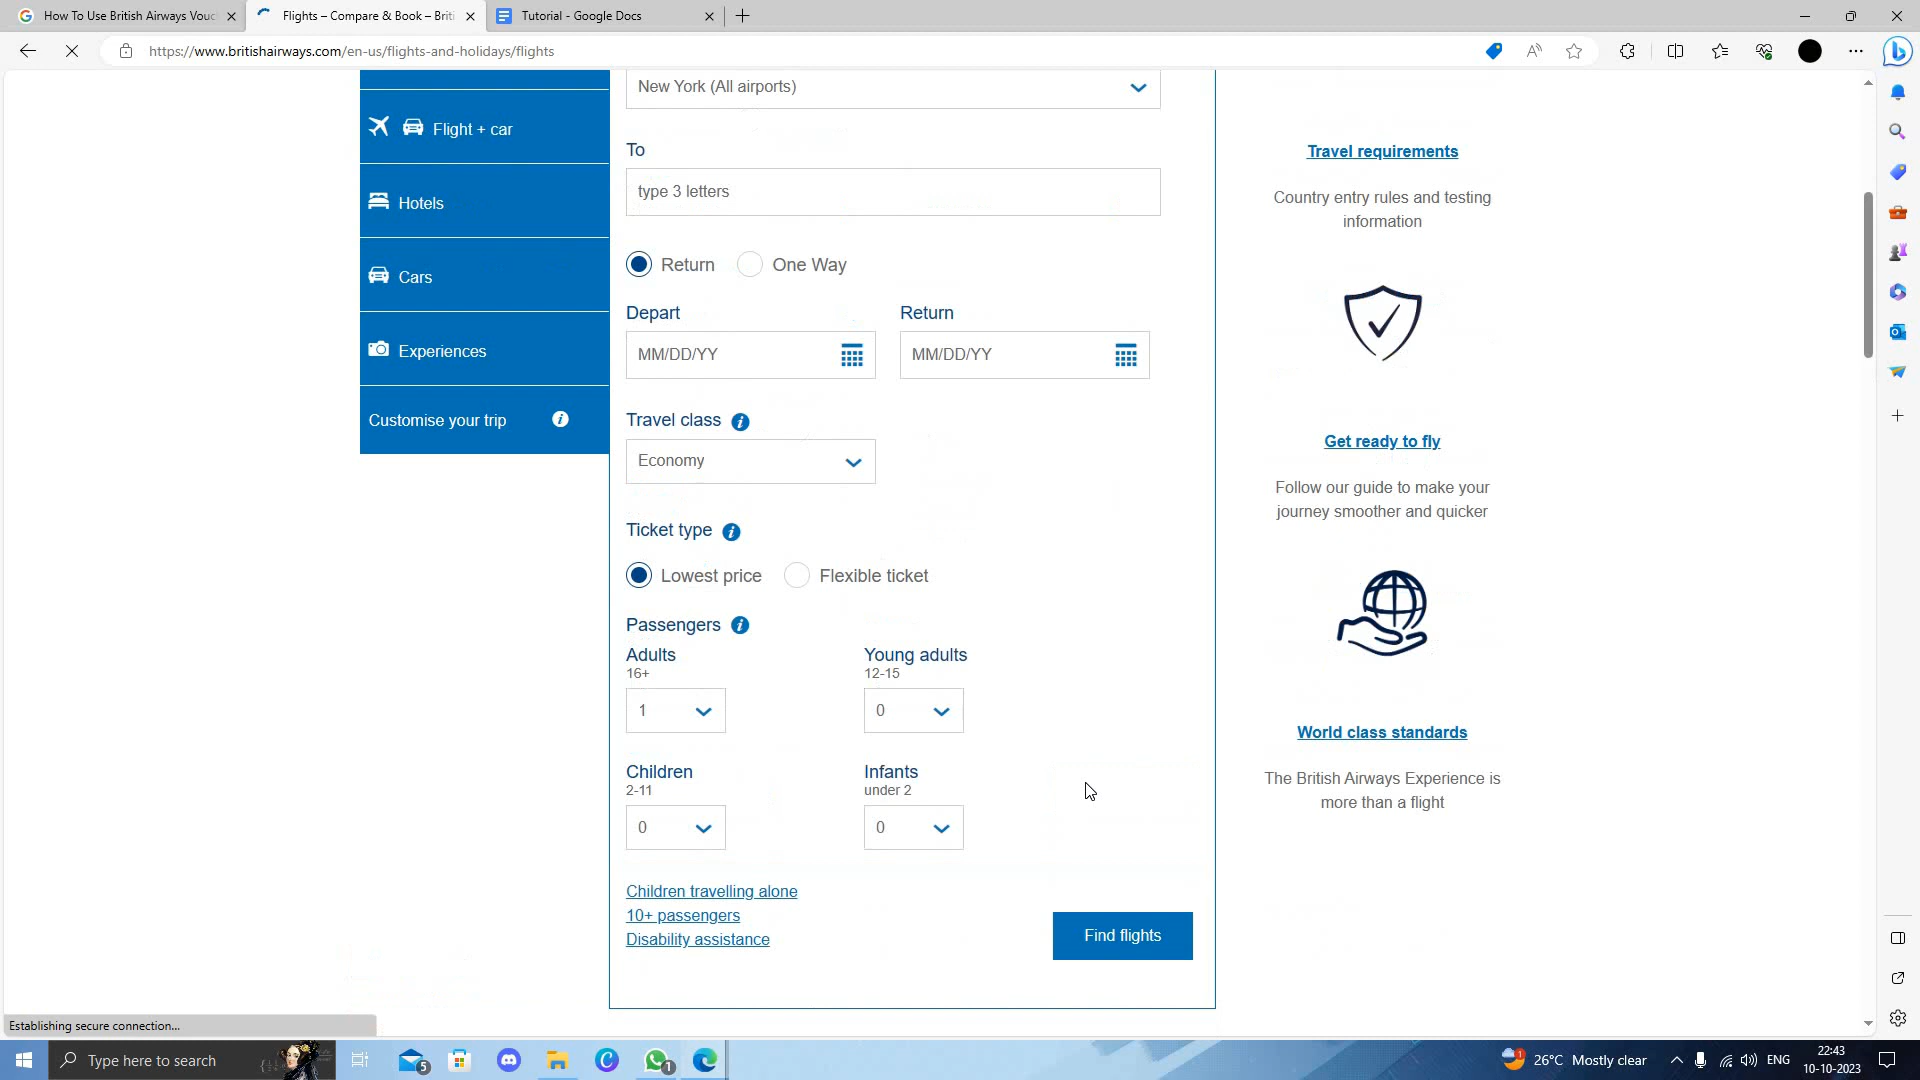 How To Use British Airways Vouc
Flights – Compare & Book – Briti
Tutorial - Google Docs
https://www.britishairways.com/en-us/flights-and-holidays/flights
New York (All airports)
Flight + car
To
type 3 letters
Hotels
Return
One Way
Cars
Depart
Return
MM/DD/YY
MM/DD/YY
Experiences
Customise your trip
Travel class
Economy
Ticket type
Lowest price
Flexible ticket
Passengers
Adults
16+
1
Young adults
12-15
0
Children
2-11
0
Infants
under 2
0
Children travelling alone
10+ passengers
Disability assistance
Find flights
Travel requirements
Country entry rules and testing
information
Get ready to fly
Follow our guide to make your
journey smoother and quicker
World class standards
The British Airways Experience is
more than a flight
Establishing secure connection...
Type here to search
5
1
1
26°C Mostly clear
ENG
22:43
10-10-2023